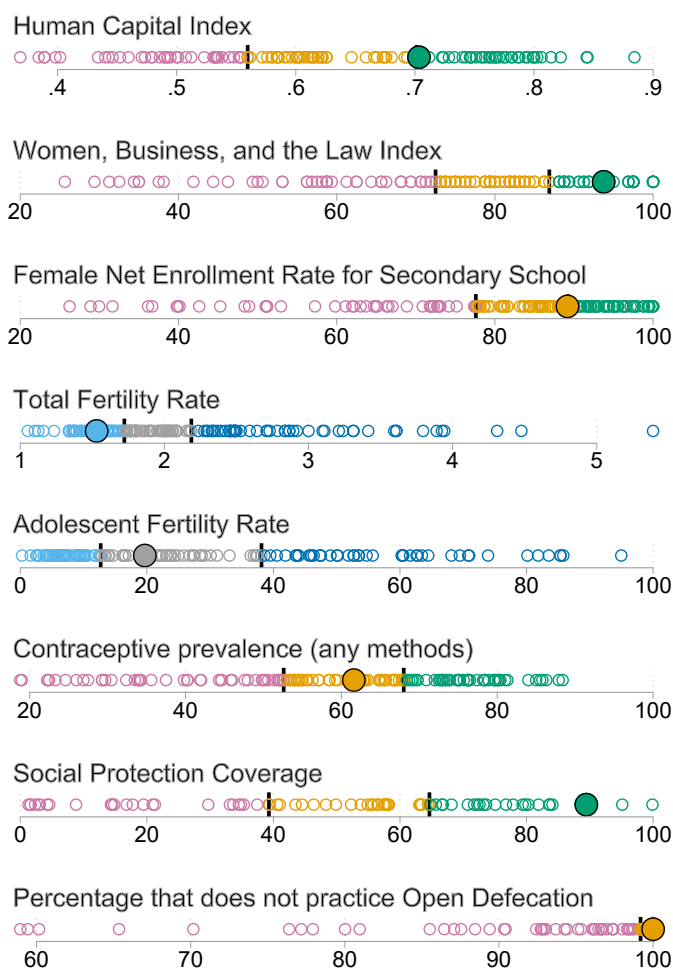 Human Capital Index
.4 .5 .6 .7 .8 .9
Women, Business, and the Law Index
20 40 60 80 100
Female Net Enrollment Rate for Secondary School
20 40 60 80 100
Total Fertility Rate
1 2 3 4 5
Adolescent Fertility Rate
0 20 40 60 80 100
Contraceptive prevalence (any methods)
20 40 60 80 100
Social Protection Coverage
0 20 40 60 80 100
Percentage that does not practice Open Defecation
60 70 80 90 100